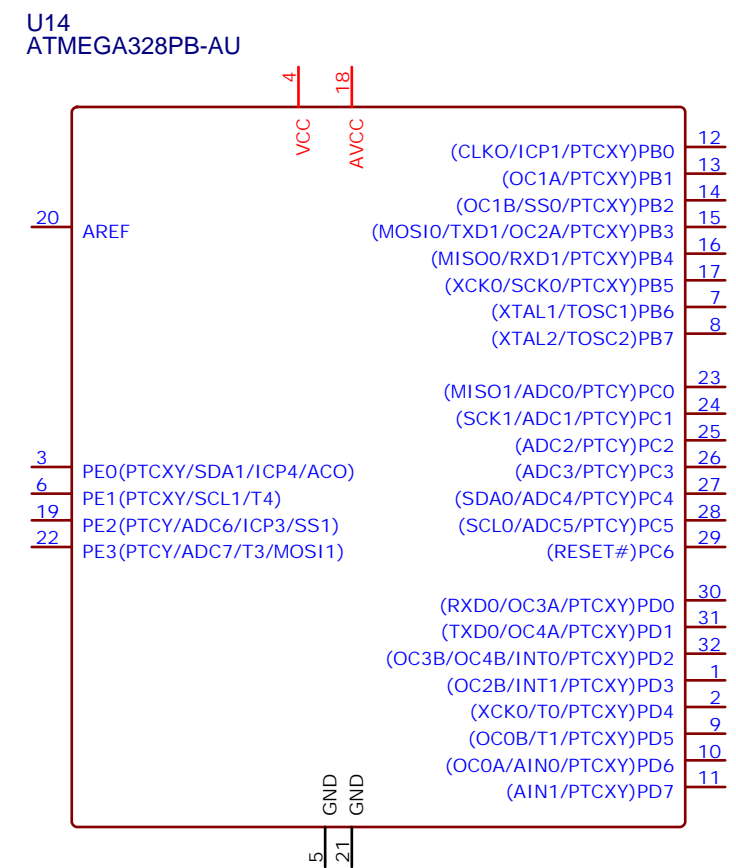 U14
ATMEGA328PB-AU
4
18
VCC
AVCC
20
AREF
3
PE0(PTCXY/SDA1/ICP4/ACO)
6
PE1(PTCXY/SCL1/T4)
19
PE2(PTCY/ADC6/ICP3/SS1)
22
PE3(PTCY/ADC7/T3/MOSI1)
(CLKO/ICP1/PTCXY)PB0
12
(OC1A/PTCXY)PB1
13
(OC1B/SS0/PTCXY)PB2
14
(MOSI0/TXD1/OC2A/PTCXY)PB3
15
(MISO0/RXD1/PTCXY)PB4
16
(XCK0/SCK0/PTCXY)PB5
17
(XTAL1/TOSC1)PB6
7
(XTAL2/TOSC2)PB7
8
(MISO1/ADC0/PTCY)PC0
23
(SCK1/ADC1/PTCY)PC1
24
(ADC2/PTCY)PC2
25
(ADC3/PTCY)PC3
26
(SDA0/ADC4/PTCY)PC4
27
(SCL0/ADC5/PTCY)PC5
28
(RESET#)PC6
29
(RXD0/OC3A/PTCXY)PD0
30
(TXD0/OC4A/PTCXY)PD1
31
(OC3B/OC4B/INT0/PTCXY)PD2
32
(OC2B/INT1/PTCXY)PD3
1
(XCK0/T0/PTCXY)PD4
2
(OC0B/T1/PTCXY)PD5
9
(OC0A/AIN0/PTCXY)PD6
10
(AIN1/PTCXY)PD7
11
GND
GND
5
21